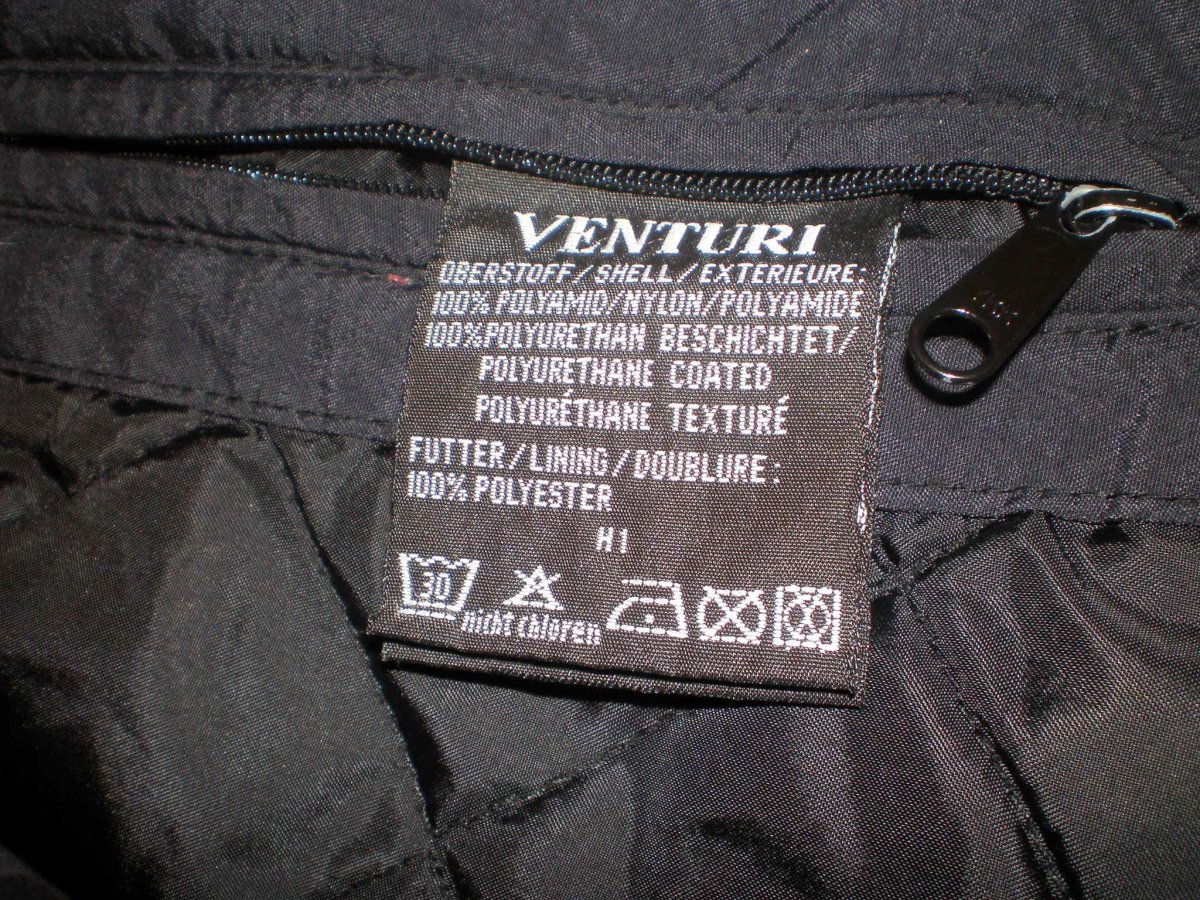 VENTURI
OBERSTOFF/SHELL/EXTERIEURE:
100% POLYAMID/NYLON/POLYAMIDE
100%POLYURETHAN BESCHICHTET/
POLYURETHANE COATED
POLYURÉTHANE TEXTURÉ
FUTTER/LINING/DOUBLURE:
100% POLYESTER
HI
30
nicht chloren